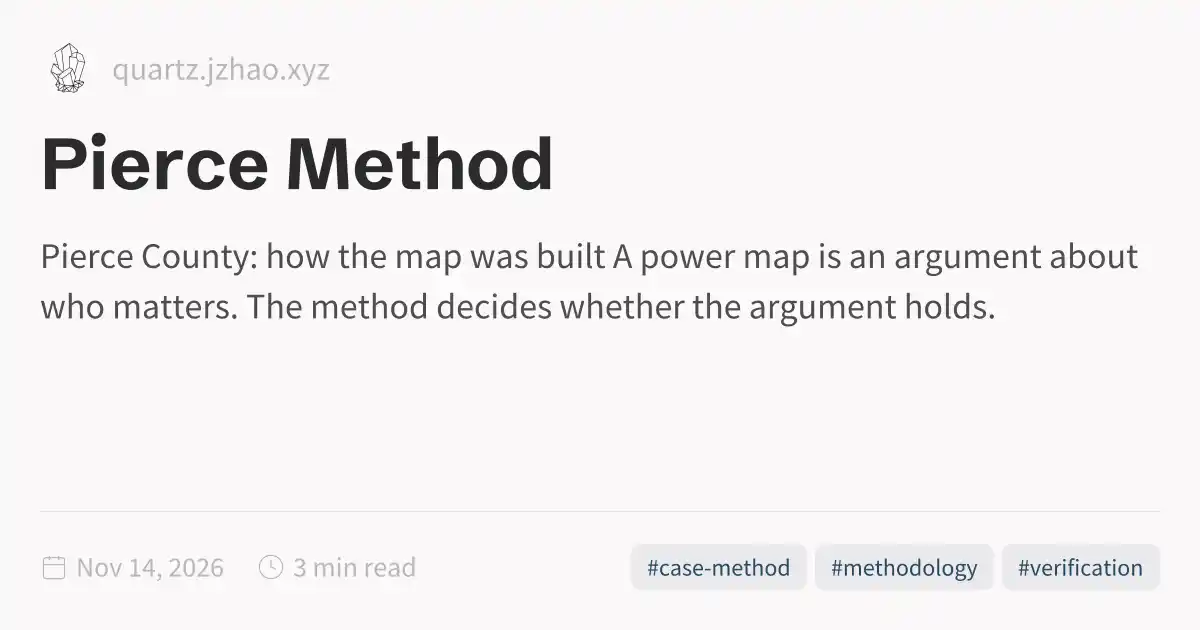 quartz.jzhao.xyz
Pierce Method
Pierce County: how the map was built A power map is an argument about
who matters. The method decides whether the argument holds.
Nov 14, 2026 3 min read #case-method #methodology #verification